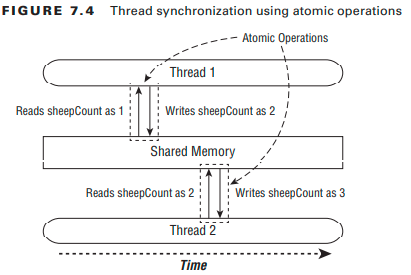 FIGURE 7.4 Thread synchronization using atomic operations
Atomic Operations
Thread 1
Reads sheepCount as 1
Writes sheepCount as 2
Shared Memory
Reads sheepCount as 2
Writes sheepCount as 3
Thread 2
Time